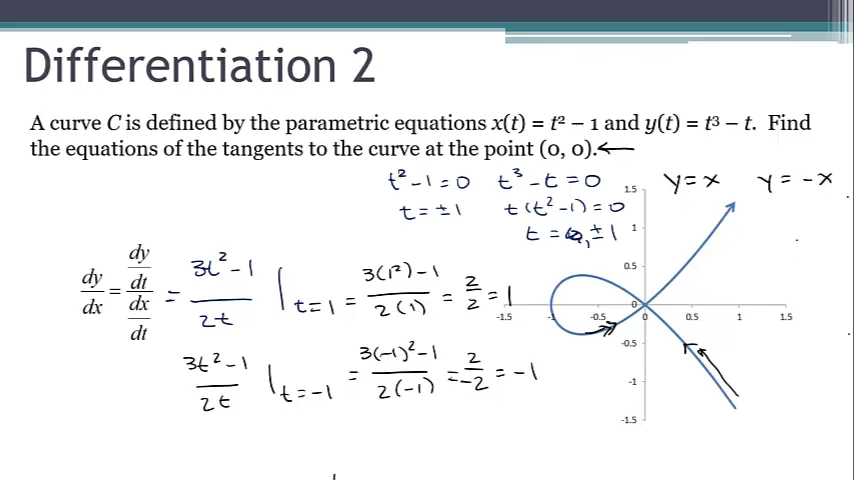 Differentiation 2
A curve C is defined by the parametric equations x(t) = t² – 1 and y(t) = t³ – t. Find
the equations of the tangents to the curve at the point (0, 0). ←
t² - 1 = 0   t³ - t = 0   y = x   y = -x
t = ±1   t(t² - 1) = 0
t = 0, ±1
dy/dx = (dy/dt)/(dx/dt) = (3t² - 1)/(2t) | t=1 = (3(1²) - 1)/(2(1)) = 2/2 = 1
(3t² - 1)/(2t) | t=-1 = (3(-1)² - 1)/(2(-1)) = 2/-2 = -1
1.5
1
0.5
0
-1.5 -1 -0.5 0 0.5 1 1.5
-0.5
-1
-1.5